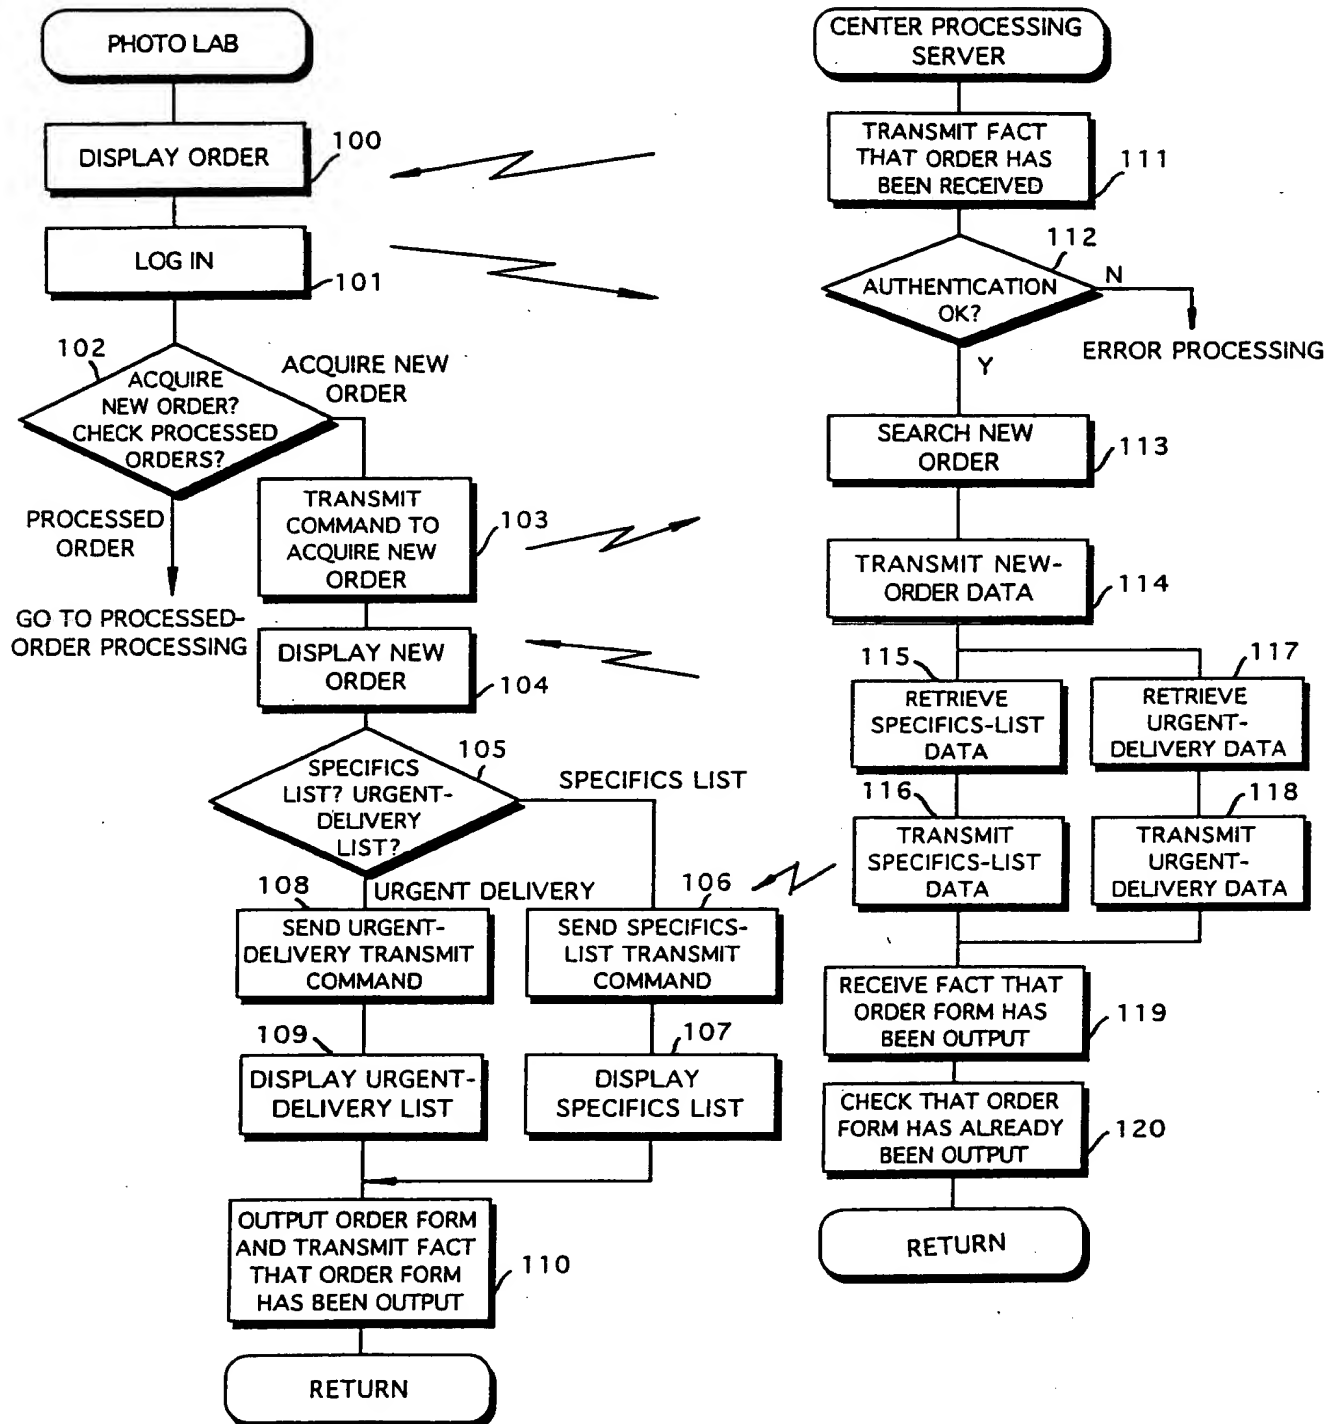 PHOTO LAB
DISPLAY ORDER
100
LOG IN
101
102
ACQUIRE
NEW ORDER?
CHECK PROCESSED
ORDERS?
ACQUIRE NEW
ORDER
PROCESSED
ORDER
GO TO PROCESSED-
ORDER PROCESSING
TRANSMIT
COMMAND TO
ACQUIRE NEW
ORDER
103
DISPLAY NEW
ORDER
104
105
SPECIFICS
LIST? URGENT-
DELIVERY
LIST?
SPECIFICS LIST
URGENT DELIVERY
108
SEND URGENT-
DELIVERY TRANSMIT
COMMAND
106
SEND SPECIFICS-
LIST TRANSMIT
COMMAND
109
DISPLAY URGENT-
DELIVERY LIST
107
DISPLAY
SPECIFICS LIST
OUTPUT ORDER FORM
AND TRANSMIT FACT
THAT ORDER FORM
HAS BEEN OUTPUT
110
RETURN
CENTER PROCESSING
SERVER
TRANSMIT FACT
THAT ORDER HAS
BEEN RECEIVED
111
112
AUTHENTICATION
OK?
N
ERROR PROCESSING
Y
SEARCH NEW
ORDER
113
TRANSMIT NEW-
ORDER DATA
114
115
RETRIEVE
SPECIFICS-LIST
DATA
117
RETRIEVE
URGENT-
DELIVERY DATA
116
TRANSMIT
SPECIFICS-LIST
DATA
118
TRANSMIT
URGENT-
DELIVERY DATA
RECEIVE FACT THAT
ORDER FORM HAS
BEEN OUTPUT
119
CHECK THAT ORDER
FORM HAS ALREADY
BEEN OUTPUT
120
RETURN